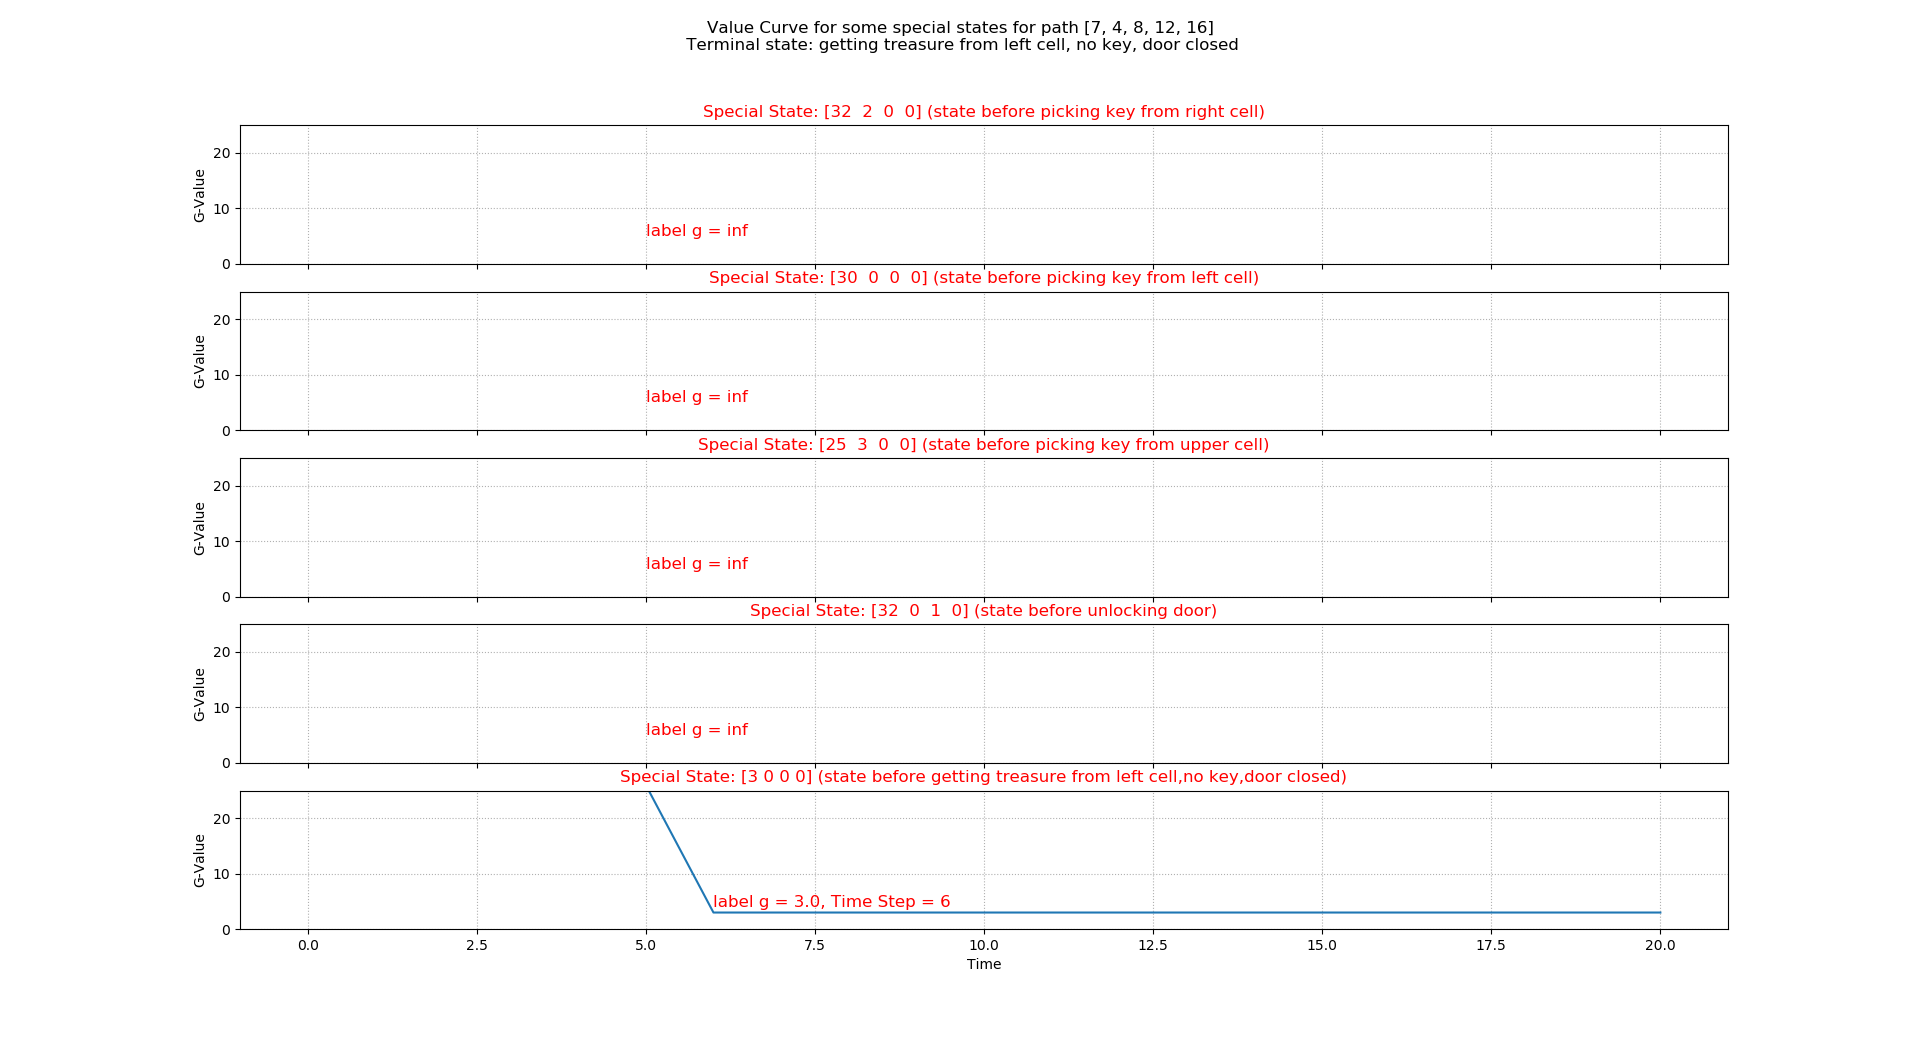 Value Curve for some special states for path [7, 4, 8, 12, 16]
Terminal state: getting treasure from left cell, no key, door closed
Special State: [32  2  0  0] (state before picking key from right cell)
20
10
0
G-Value
label g = inf
Special State: [30  0  0  0] (state before picking key from left cell)
20
10
0
G-Value
label g = inf
Special State: [25  3  0  0] (state before picking key from upper cell)
20
10
0
G-Value
label g = inf
Special State: [32  0  1  0] (state before unlocking door)
20
10
0
G-Value
label g = inf
Special State: [3 0 0 0] (state before getting treasure from left cell,no key,door closed)
20
10
0
G-Value
label g = 3.0, Time Step = 6
0.0 2.5 5.0 7.5 10.0 12.5 15.0 17.5 20.0
Time